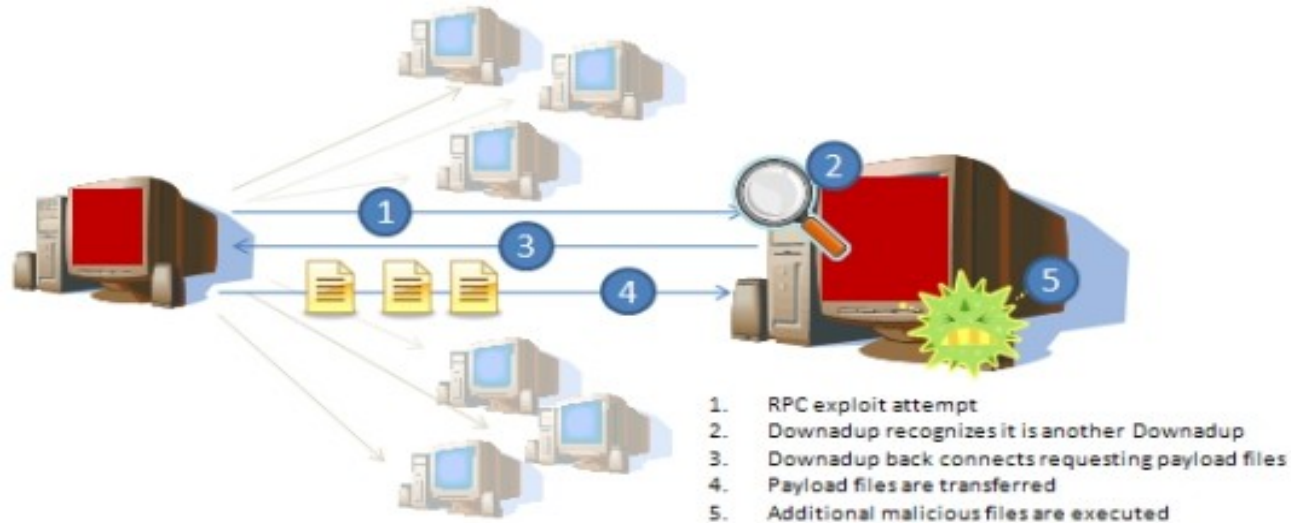 1
2
3
4
5
1. RPC exploit attempt
2. Downadup recognizes it is another Downadup
3. Downadup back connects requesting payload files
4. Payload files are transferred
5. Additional malicious files are executed